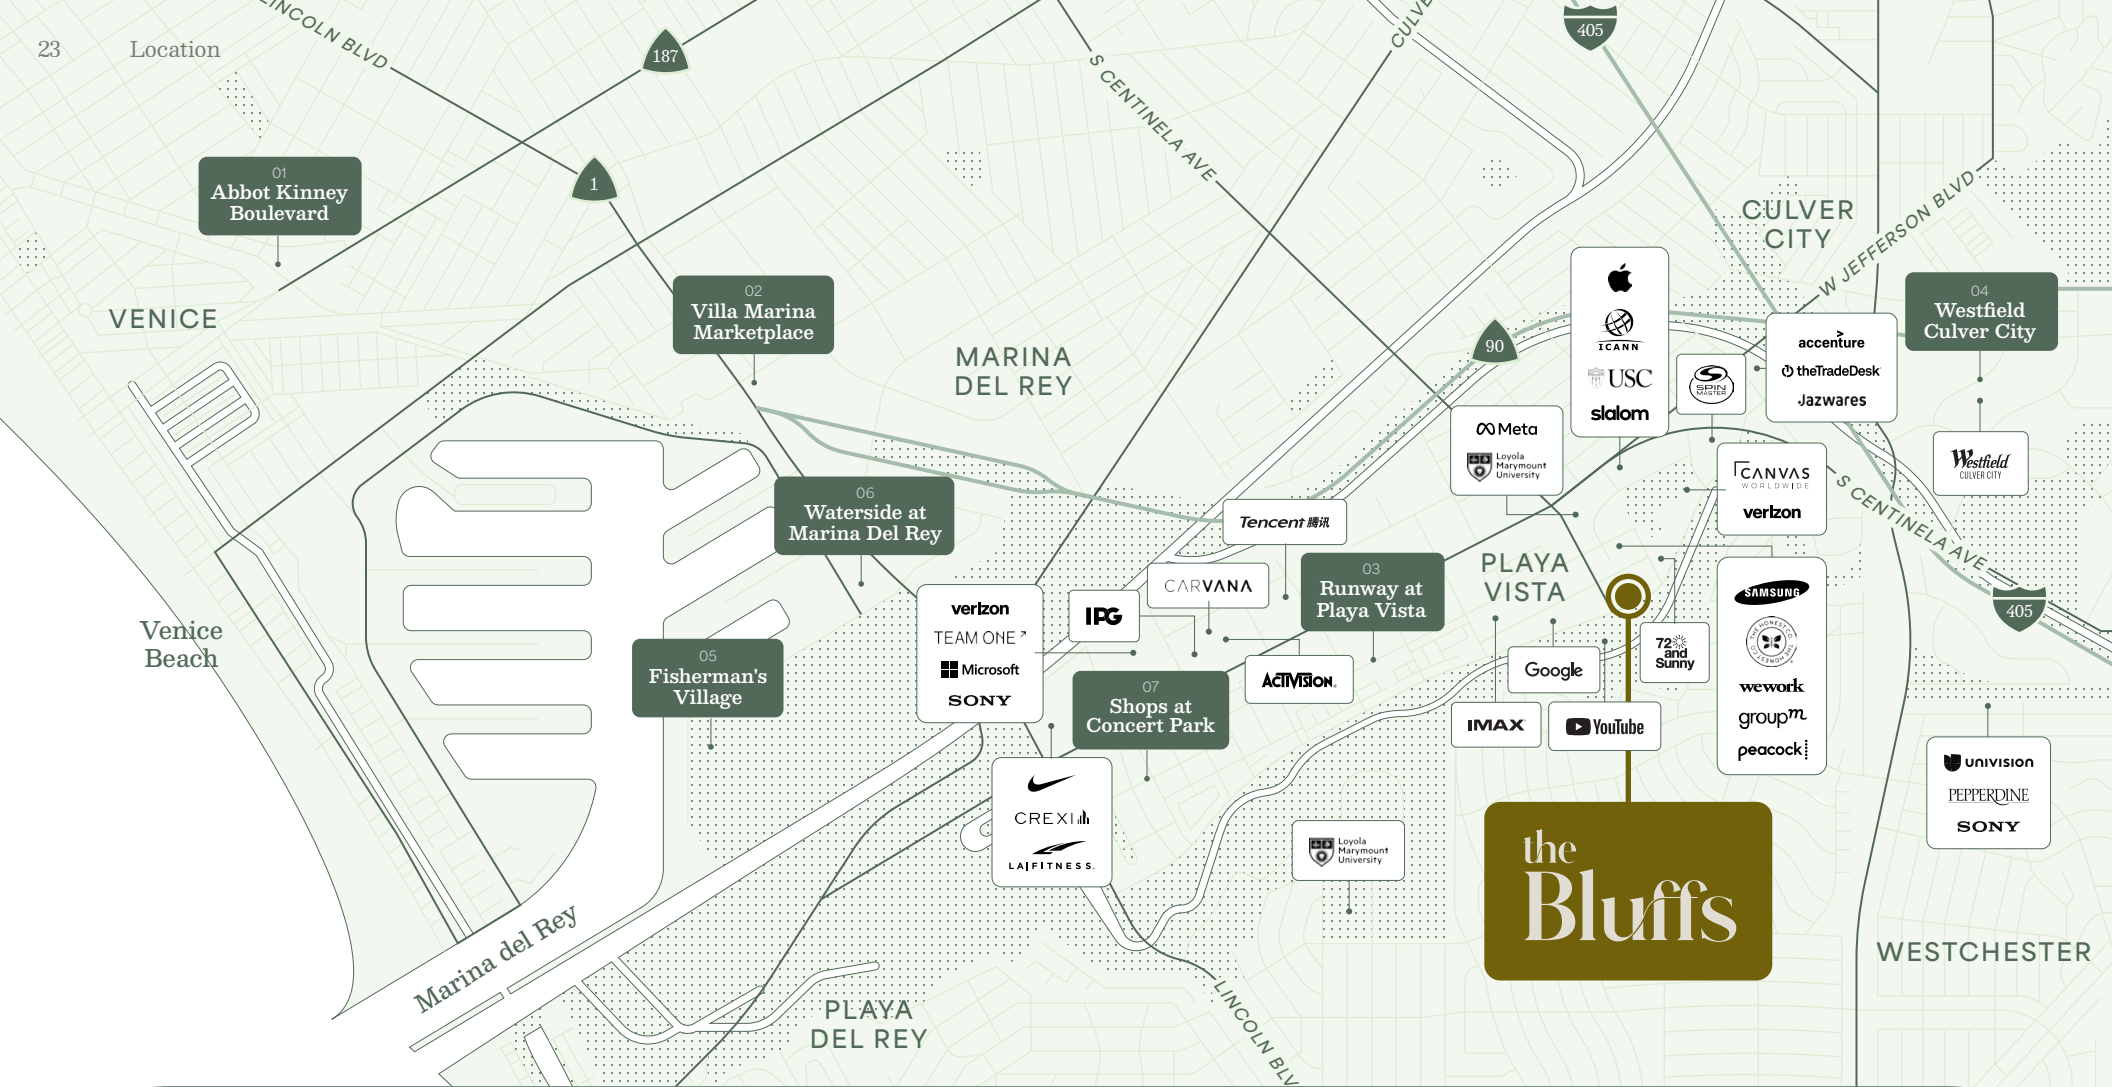 23
Location
LINCOLN BLVD
187
S CENTINELA AVE
405
01
Abbot Kinney
Boulevard
1
CULVER
CITY
W JEFFERSON BLVD
02
Villa Marina
Marketplace
VENICE
MARINA
DEL REY
90
ICANN
USC
slalom
SPIN
MASTER
accenture
theTradeDesk
Jazwares
04
Westfield
Culver City
Meta
Loyola
Marymount
University
Westfield
CULVER CITY
CANVAS
WORLDWIDE
verizon
S CENTINELA AVE
06
Waterside at
Marina Del Rey
Tencent 腾讯
CARVANA
03
Runway at
Playa Vista
PLAYA
VISTA
405
verizon
TEAM ONE
Microsoft
SONY
IPG
Venice
Beach
05
Fisherman's
Village
07
Shops at
Concert Park
ACTIVISION
Google
72
and
Sunny
IMAX
YouTube
SAMSUNG
THE HONEST CO. THE HONEST CO.
wework
groupm
peacock
univision
PEPPERDINE
SONY
CREXI
LA|FITNESS.
Loyola
Marymount
University
the
Bluffs
Marina del Rey
WESTCHESTER
PLAYA
DEL REY
LINCOLN BLV